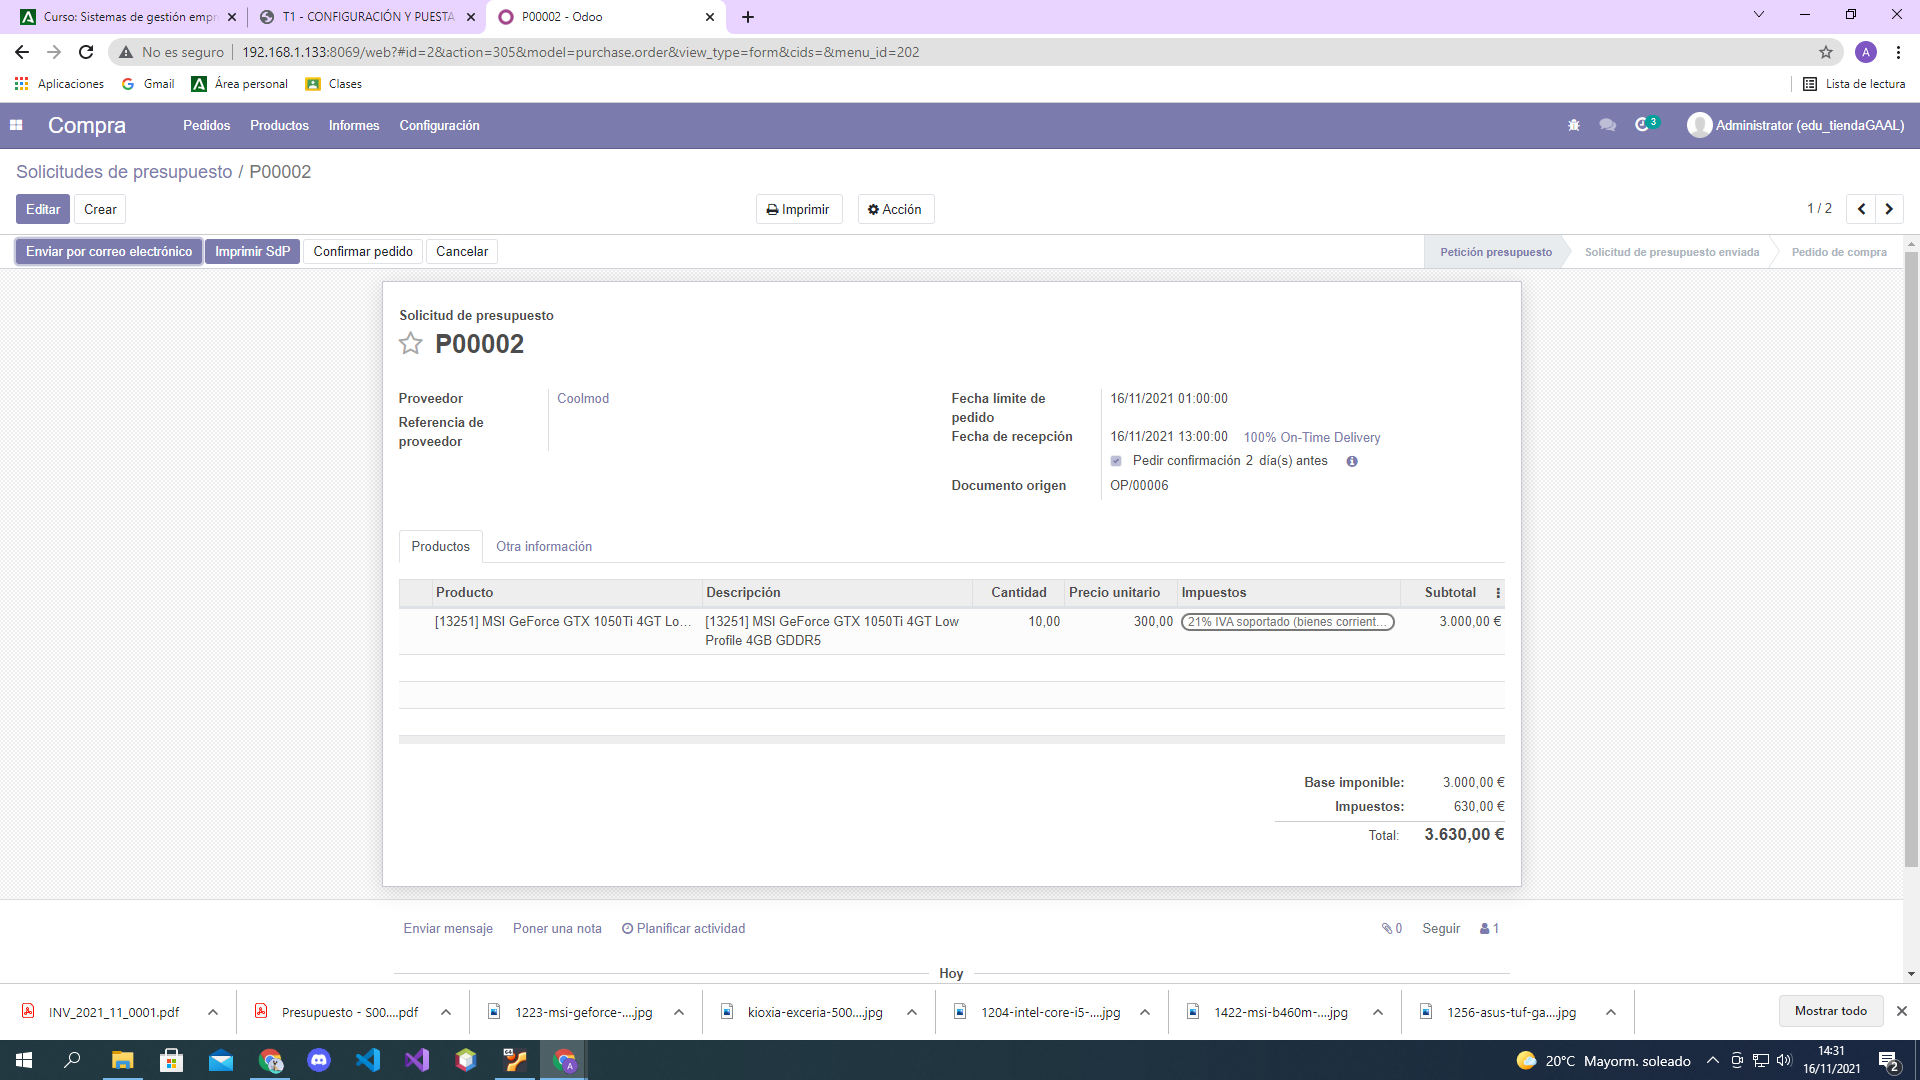 Curso: Sistemas de gestión empr
T1 - CONFIGURACIÓN Y PUESTA
P00002 - Odoo
No es seguro
192.168.1.133:8069/web?#id=2&action=305&model=purchase.order&view_type=form&cids=&menu_id=202
A
Aplicaciones
Gmail
Área personal
Clases
Lista de lectura
Compra
Pedidos
Productos
Informes
Configuración
3
Administrator (edu_tiendaGAAL)
Solicitudes de presupuesto / P00002
Editar
Crear
Imprimir
Acción
1 / 2
Enviar por correo electrónico
Imprimir SdP
Confirmar pedido
Cancelar
Petición presupuesto
Solicitud de presupuesto enviada
Pedido de compra
Solicitud de presupuesto
P00002
Proveedor
Coolmod
Referencia de
proveedor
Fecha límite de
pedido
16/11/2021 01:00:00
Fecha de recepción
16/11/2021 13:00:00
100% On-Time Delivery
Pedir confirmación 2 día(s) antes
Documento origen
OP/00006
Productos
Otra información
Producto
Descripción
Cantidad
Precio unitario
Impuestos
Subtotal
[13251] MSI GeForce GTX 1050Ti 4GT Lo...
[13251] MSI GeForce GTX 1050Ti 4GT Low
Profile 4GB GDDR5
10,00
300,00
21% IVA soportado (bienes corrient...
3.000,00 €
Base imponible:
3.000,00 €
Impuestos:
630,00 €
Total:
3.630,00 €
Enviar mensaje
Poner una nota
Planificar actividad
0
Seguir
1
Hoy
INV_2021_11_0001.pdf
Presupuesto - S00....pdf
1223-msi-geforce-....jpg
kioxia-exceria-500....jpg
1204-intel-core-i5-....jpg
1422-msi-b460m-....jpg
1256-asus-tuf-ga....jpg
Mostrar todo
20°C
Mayorm. soleado
14:31
16/11/2021
2